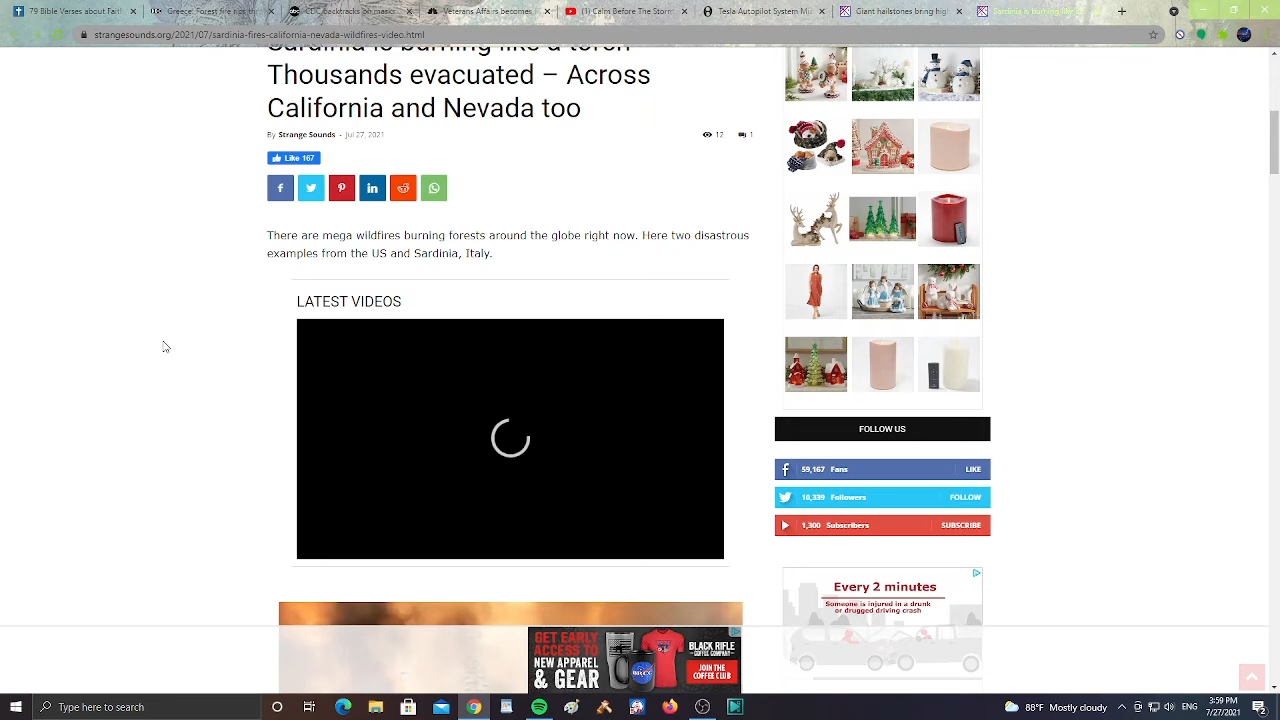 79 Bible Verses about Faith
Greece: Forest fire rips thr
Veterans Affairs becomes
(1) Calm Before The Storm
Tesla Autopilot System Mi
Giant hailstones bring hig
Sardinia is burning like a
strangesounds.org/2021/07/sardinia-fires-california-nevada-wildfires-video.html
Sardinia is burning like a torch
Thousands evacuated – Across
California and Nevada too
By Strange Sounds - Jul 27, 2021
12
1
Like 167
There are mega wildfires burning forests around the globe right now. Here two disastrous
examples from the US and Sardinia, Italy.
LATEST VIDEOS
FOLLOW US
59,167 Fans LIKE
10,339 Followers FOLLOW
1,300 Subscribers SUBSCRIBE
Every 2 minutes
Someone is injured in a drunk
or drugged driving crash
GET EARLY
ACCESS TO
NEW APPAREL
& GEAR
BLACK RIFLE
COFFEE COMPANY
JOIN THE
COFFEE CLUB
Type here to search
88°F Mostly cloudy
3:59 PM
7/27/2021